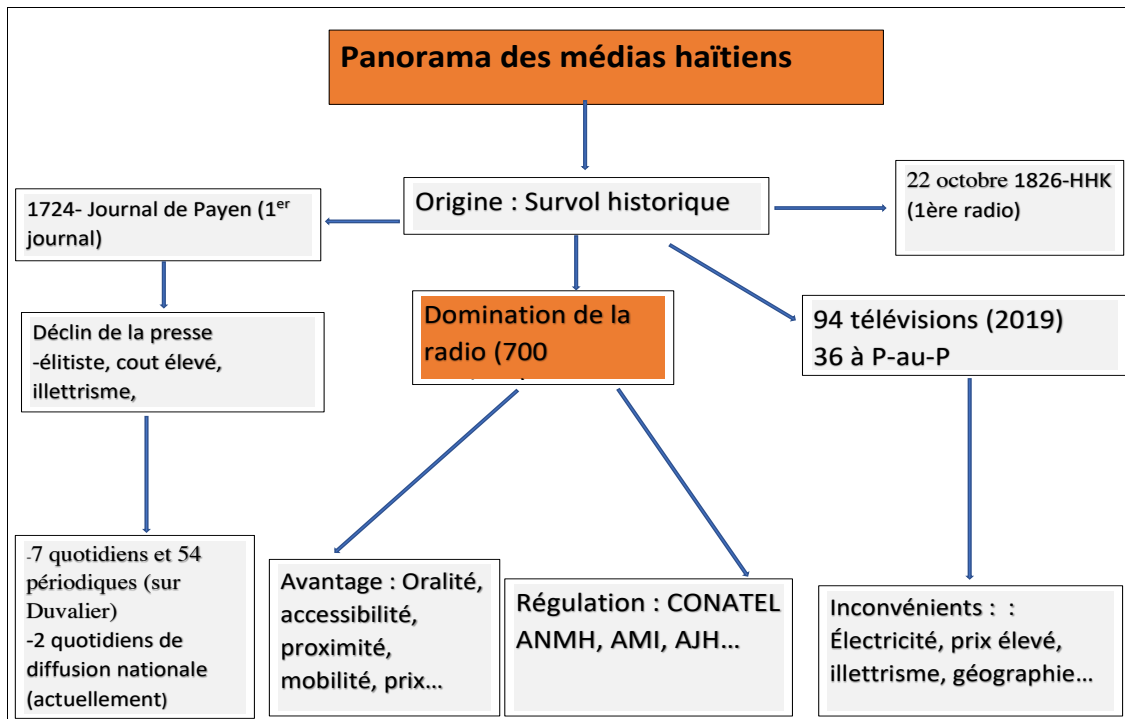 Panorama des médias haïtiens
Origine : Survol historique
22 octobre 1826-HHK
(1ère radio)
1724- Journal de Payen (1er
journal)
Déclin de la presse
-élitiste, cout élevé,
illettrisme,
Domination de la
radio (700
94 télévisions (2019)
36 à P-au-P
-7 quotidiens et 54
périodiques (sur
Duvalier)
-2 quotidiens de
diffusion nationale
(actuellement)
Avantage : Oralité,
accessibilité,
proximité,
mobilité, prix…
Régulation : CONATEL
ANMH, AMI, AJH…
Inconvénients : :
Électricité, prix élevé,
illettrisme, géographie…